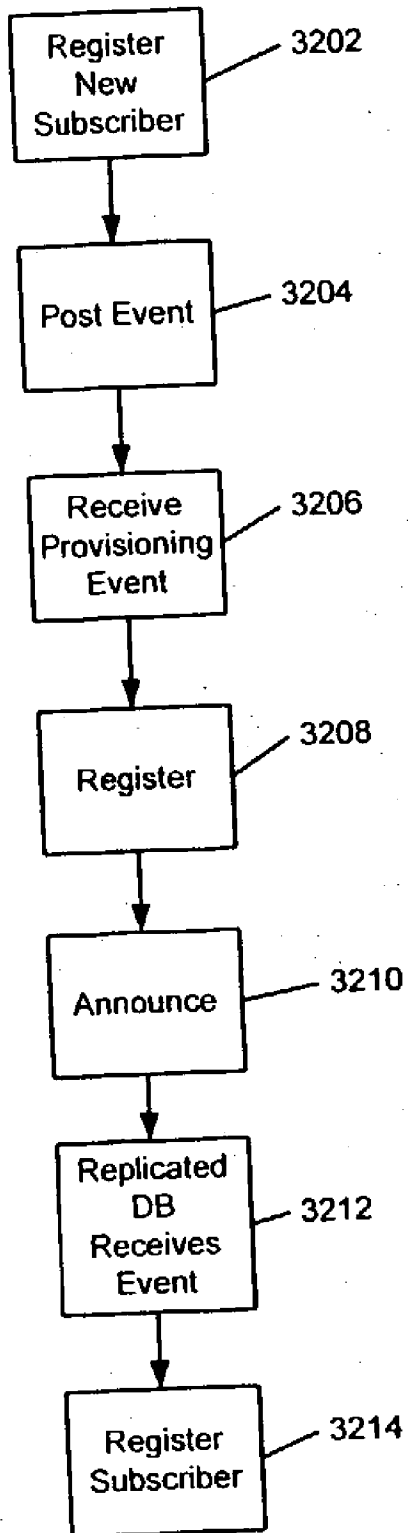 Register
New
Subscriber
3202
Post Event
3204
Receive
Provisioning
Event
3206
Register
3208
Announce
3210
Replicated
DB
Receives
Event
3212
Register
Subscriber
3214